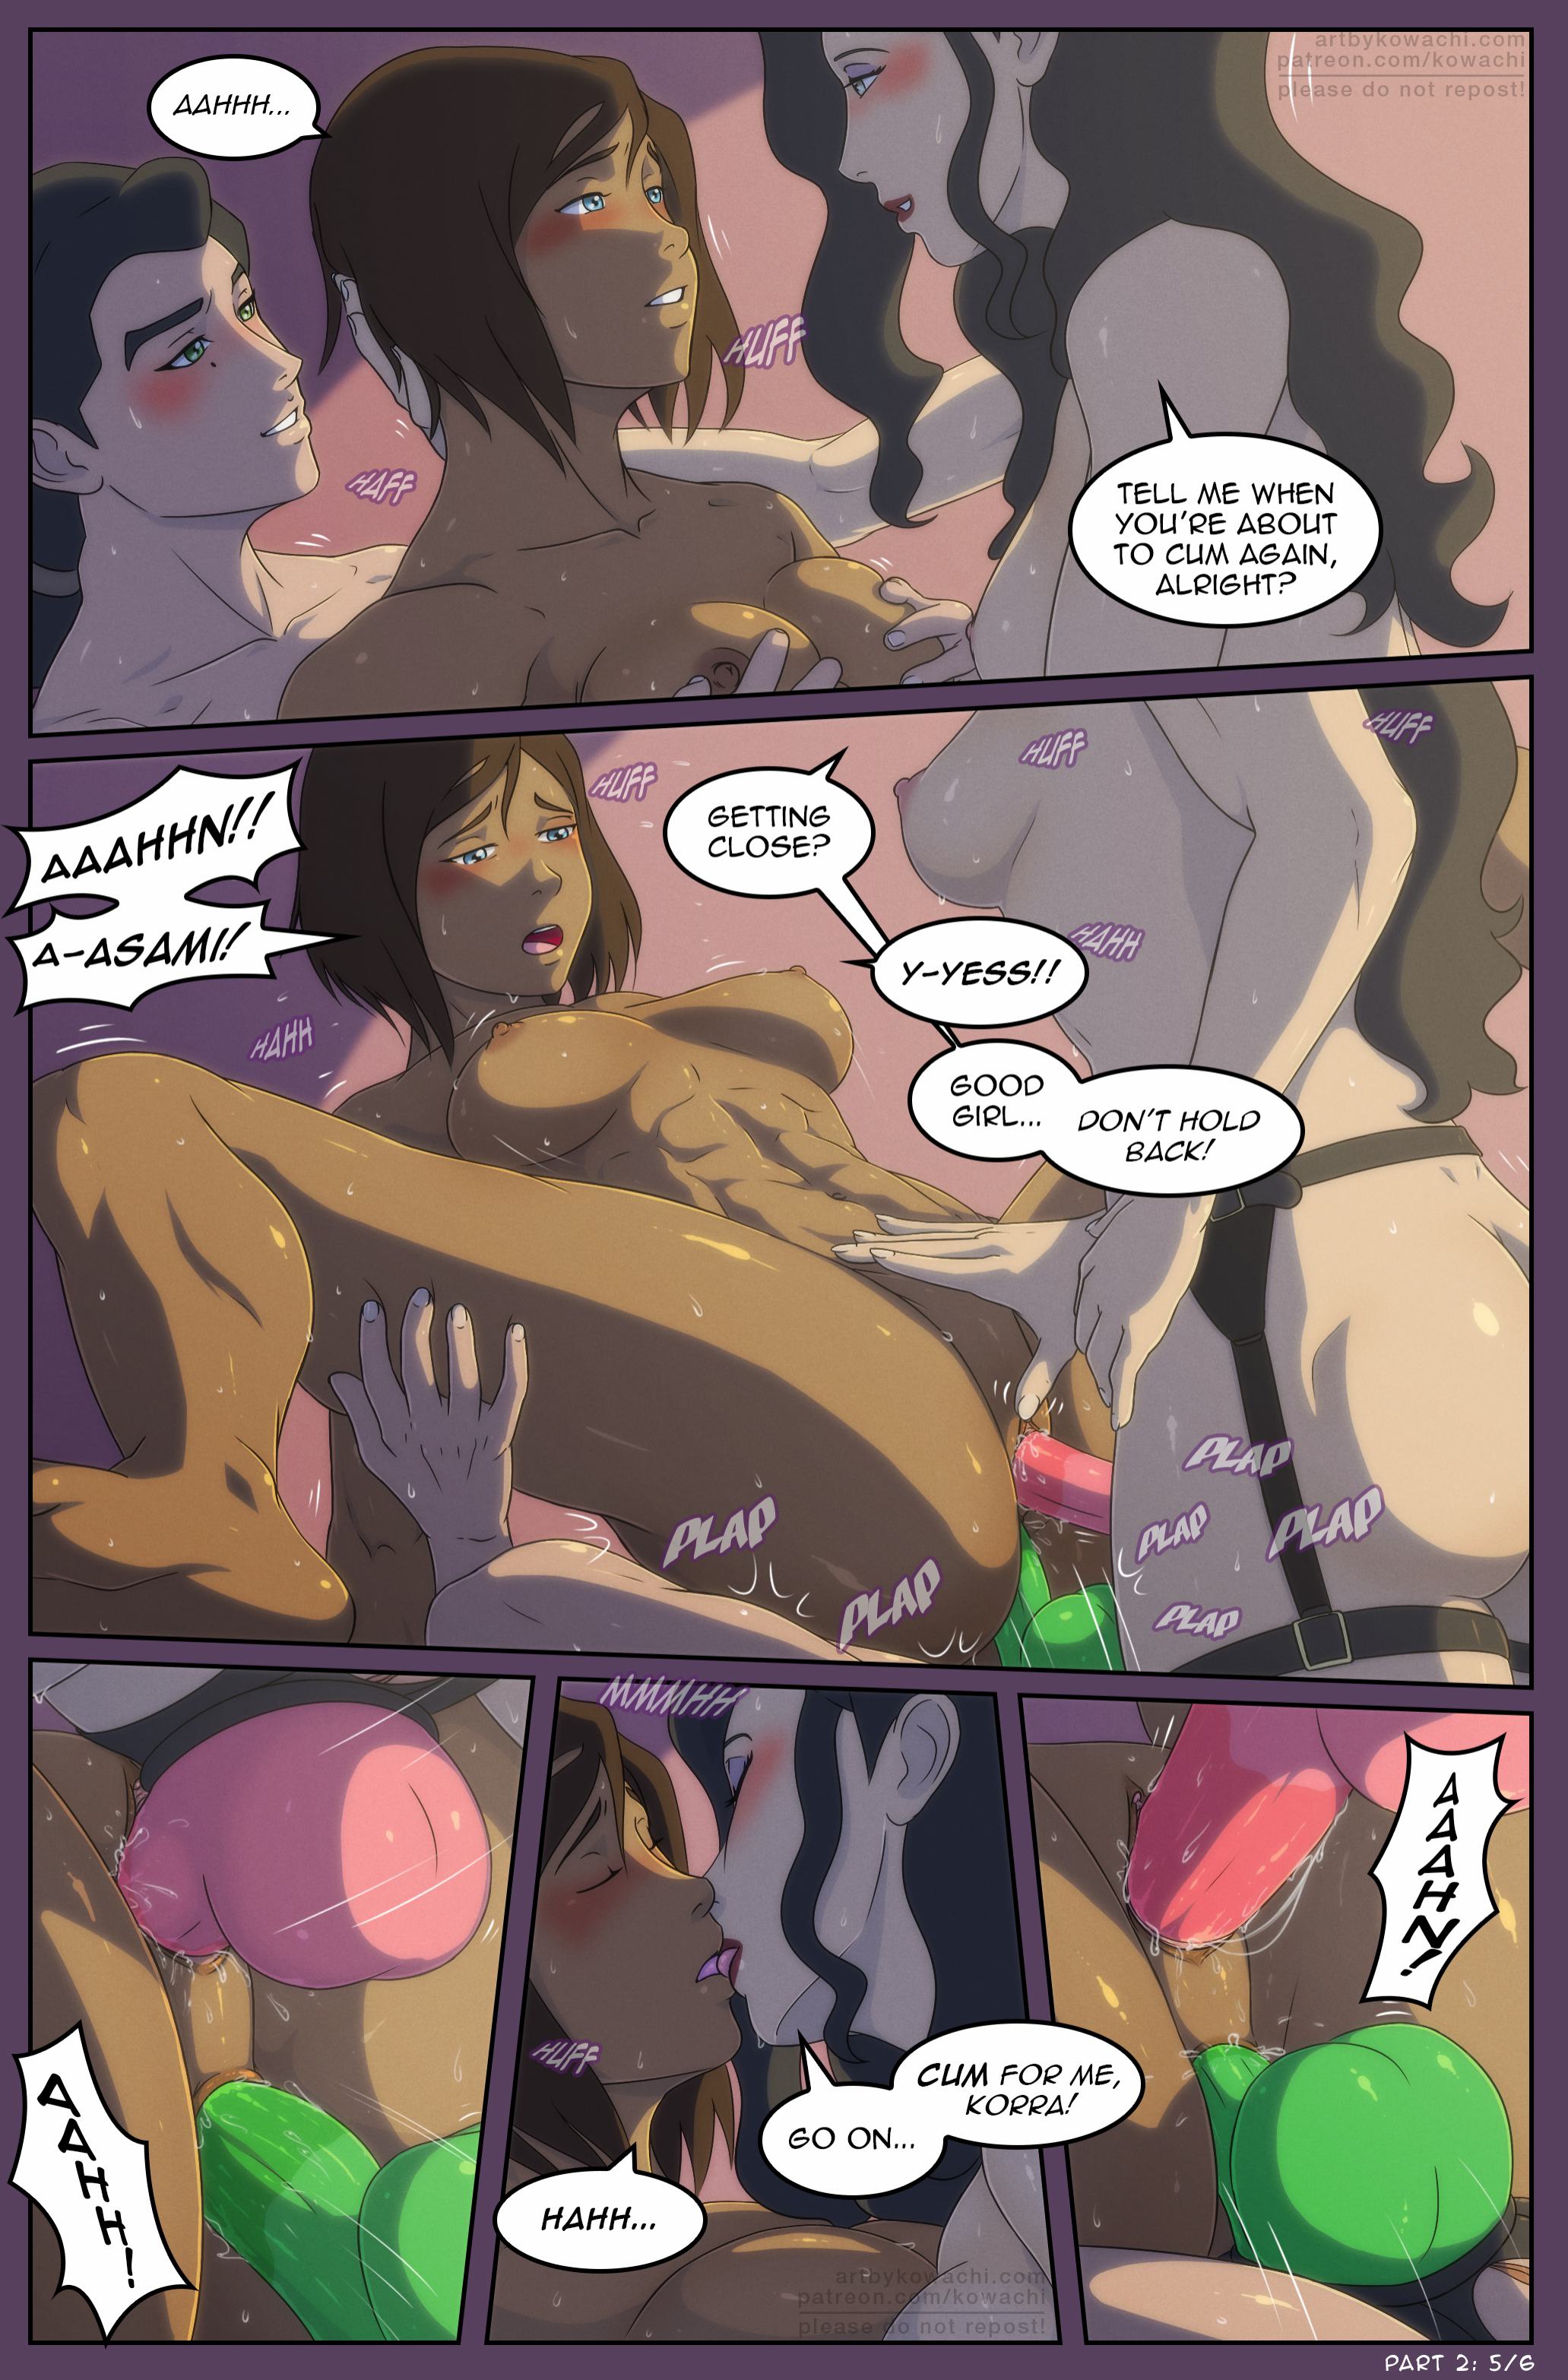 artbykowachi.com
patreon.com/kowachi
please do not repost!
AAHHH...
HUFF
HAFF
TELL ME WHEN
YOU'RE ABOUT
TO CUM AGAIN,
ALRIGHT?
HUFF
HUFF
HUFF
AAAHHN!!
A-ASAMI!
GETTING
CLOSE?
Y-YESS!!
HAHH
HAHH
GOOD
GIRL...
DON'T HOLD
BACK!
PLAP
PLAP
PLAP
PLAP
PLAP
PLAP
AAHH!
MMMHH
HUFF
HAHH...
GO ON...
CUM FOR ME,
KORRA!
AAAHN!
artbykowachi.com
patreon.com/kowachi
please do not repost!
PART 2: 5/6